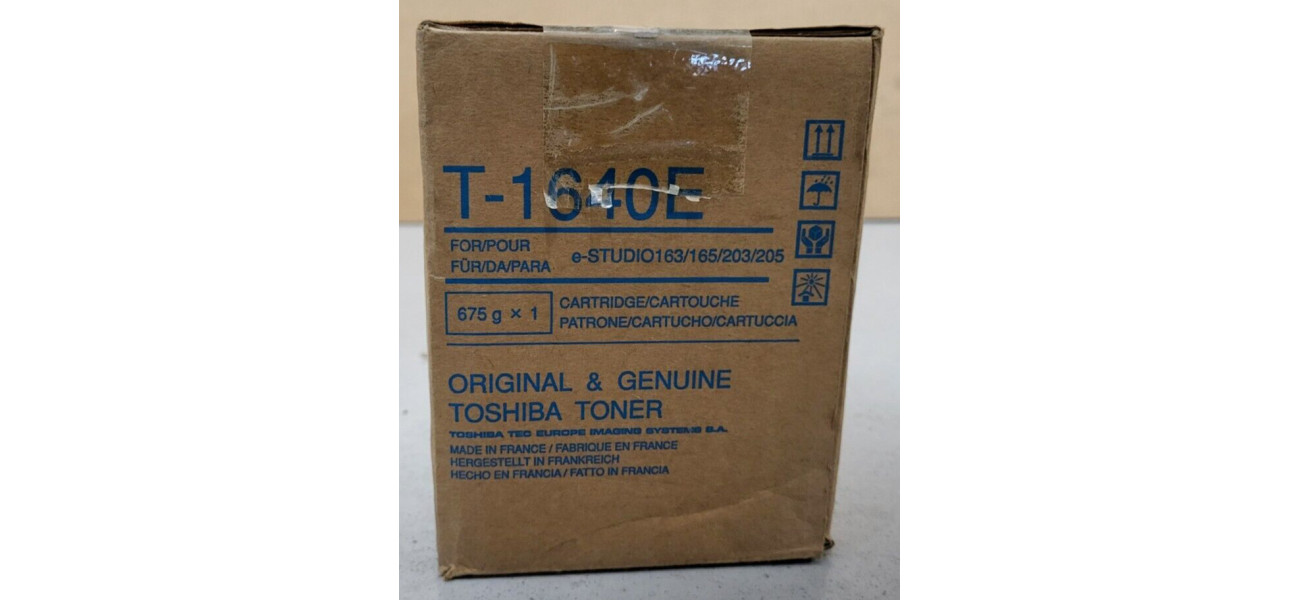 T-1640E
FOR/POUR
FÜR/DA/PARA
e-STUDIO163/165/203/205
675 g × 1
CARTRIDGE/CARTOUCHE
PATRONE/CARTUCHO/CARTUCCIA
ORIGINAL & GENUINE
TOSHIBA TONER
TOSHIBA TEC EUROPE IMAGING SYSTEMS S.A.
MADE IN FRANCE / FABRIQUE EN FRANCE
HERGESTELLT IN FRANKREICH
HECHO EN FRANCIA / FATTO IN FRANCIA